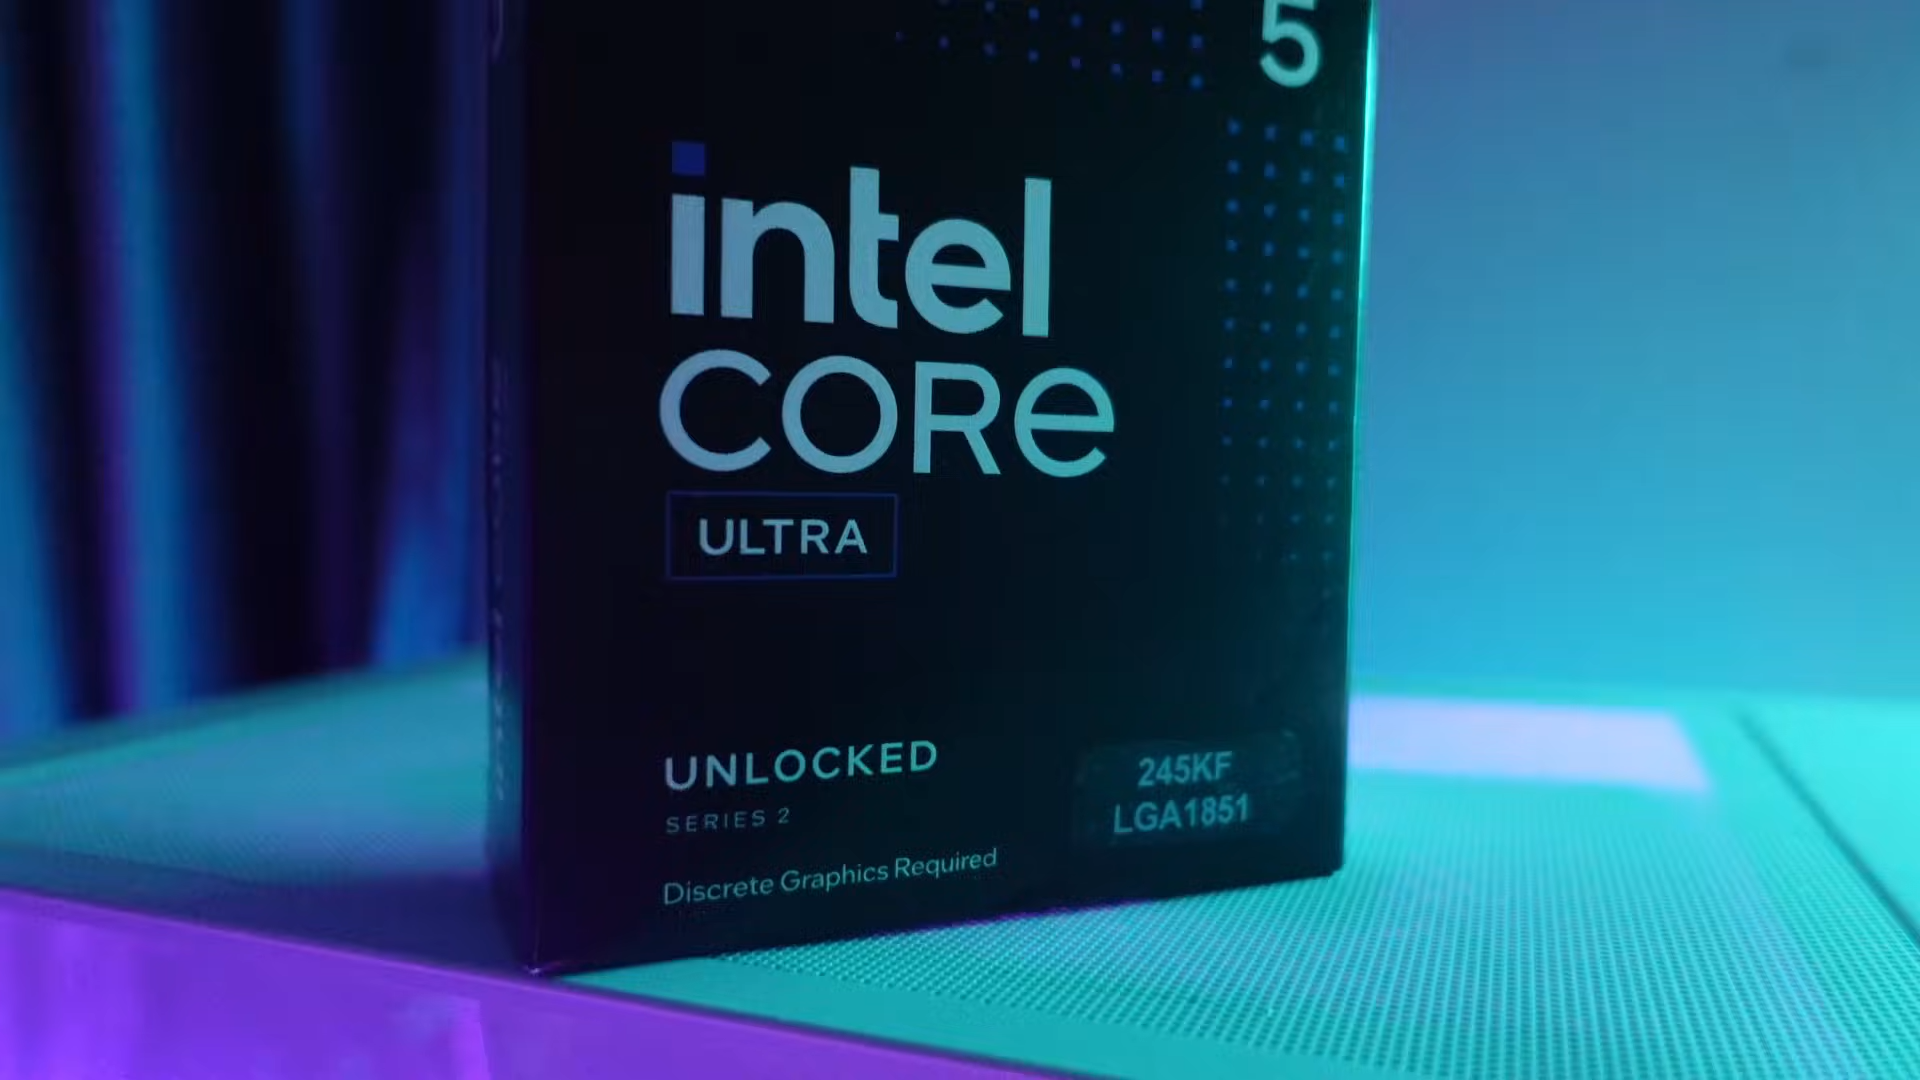 5
intel
CORe
ULTRA
UNLOCKED
SERIES 2
Discrete Graphics Required
245KF
LGA1851